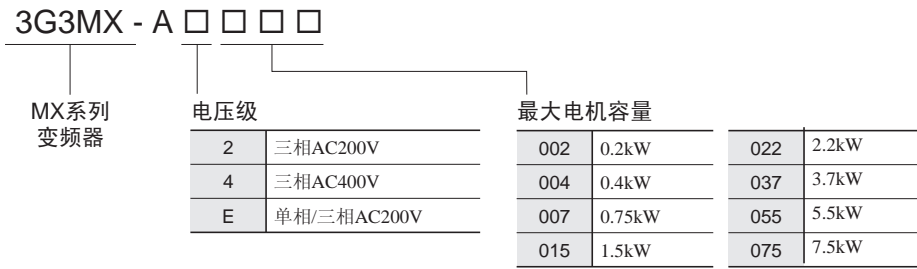 3G3MX - A □ □ □ □
MX系列
变频器
电压级
2 三相AC200V
4 三相AC400V
E 单相/三相AC200V
最大电机容量
002 0.2kW 022 2.2kW
004 0.4kW 037 3.7kW
007 0.75kW 055 5.5kW
015 1.5kW 075 7.5kW